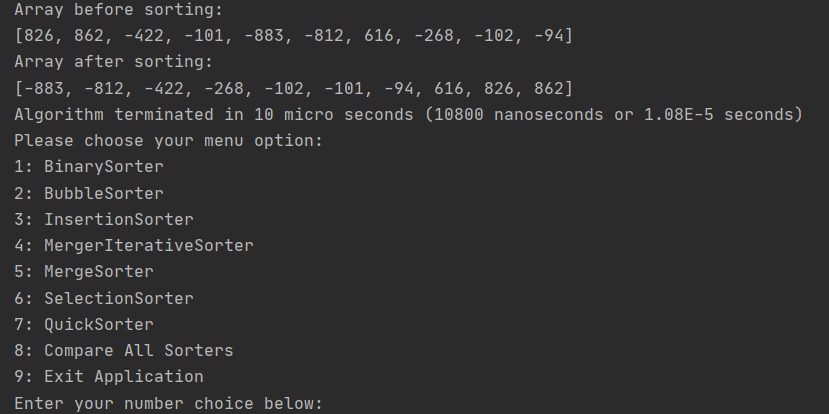 Array before sorting:
[826, 862, -422, -101, -883, -812, 616, -268, -102, -94]
Array after sorting:
[-883, -812, -422, -268, -102, -101, -94, 616, 826, 862]
Algorithm terminated in 10 micro seconds (10800 nanoseconds or 1.08E-5 seconds)
Please choose your menu option:
1: BinarySorter
2: BubbleSorter
3: InsertionSorter
4: MergerIterativeSorter
5: MergeSorter
6: SelectionSorter
7: QuickSorter
8: Compare All Sorters
9: Exit Application
Enter your number choice below: